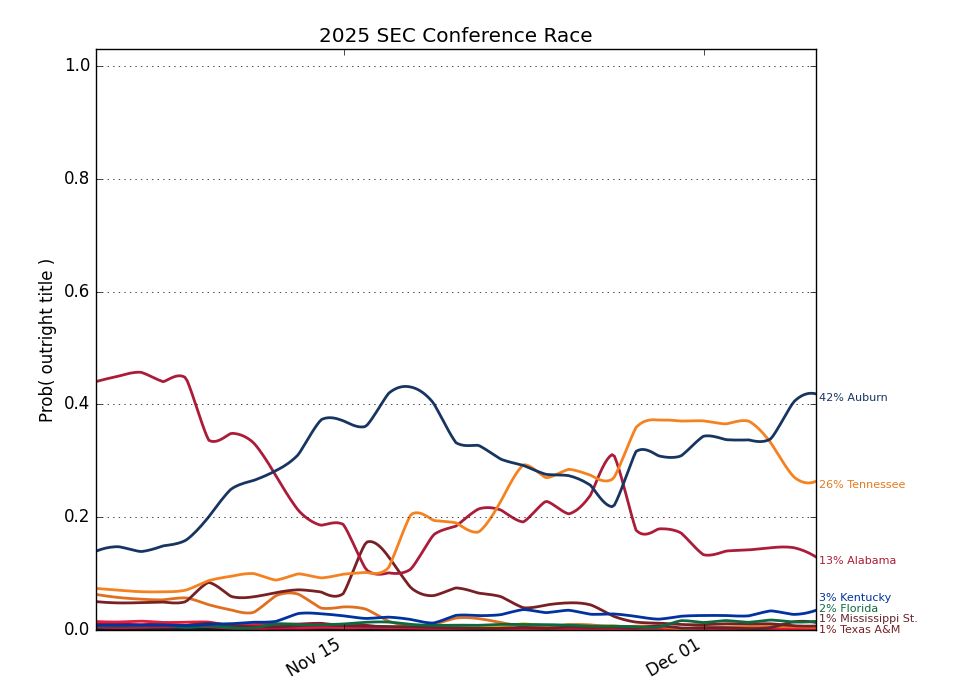 2025 SEC Conference Race
Prob( outright title )
1.0
0.8
0.6
0.4
0.2
0.0
Nov 15
Dec 01
42% Auburn
26% Tennessee
13% Alabama
3% Kentucky
2% Florida
1% Mississippi St.
1% Texas A&M